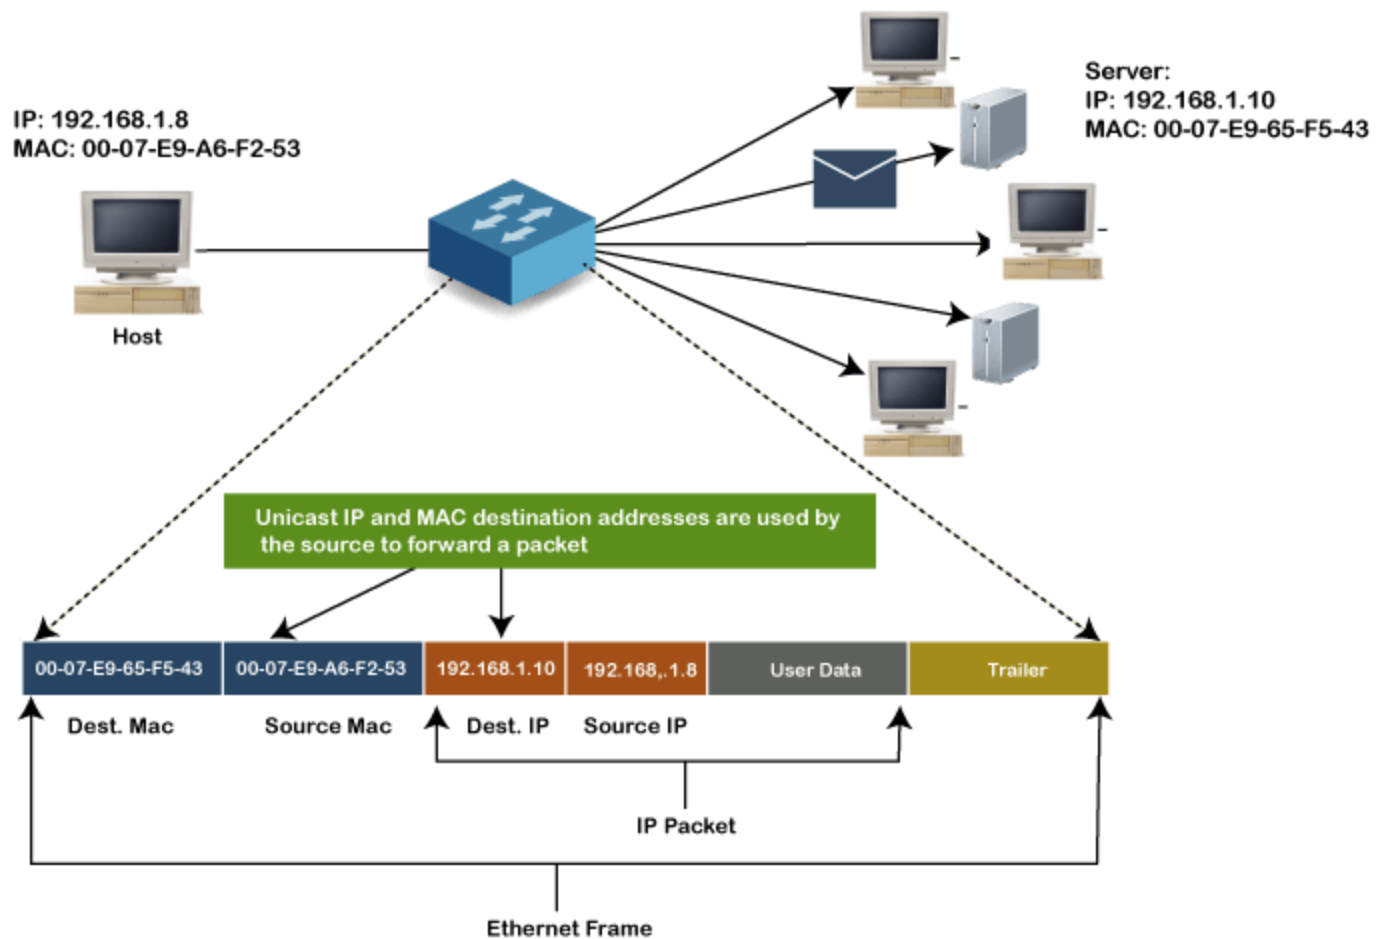 IP: 192.168.1.8
MAC: 00-07-E9-A6-F2-53
Host
Server:
IP: 192.168.1.10
MAC: 00-07-E9-65-F5-43
Unicast IP and MAC destination addresses are used by
the source to forward a packet
00-07-E9-65-F5-43
00-07-E9-A6-F2-53
192.168.1.10
192.168,.1.8
User Data
Trailer
Dest. Mac
Source Mac
Dest. IP
Source IP
IP Packet
Ethernet Frame